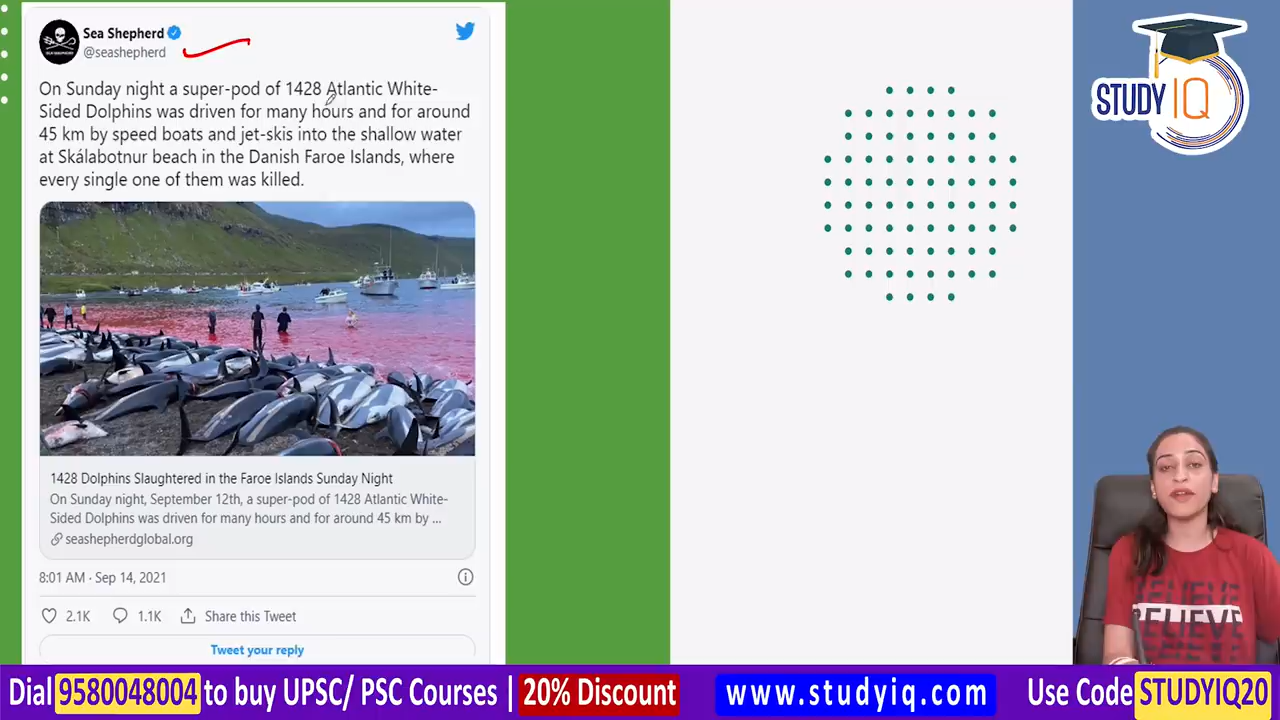 Sea Shepherd
@seashepherd
On Sunday night a super-pod of 1428 Atlantic White-
Sided Dolphins was driven for many hours and for around
45 km by speed boats and jet-skis into the shallow water
at Skálabotnur beach in the Danish Faroe Islands, where
every single one of them was killed.
1428 Dolphins Slaughtered in the Faroe Islands Sunday Night
On Sunday night, September 12th, a super-pod of 1428 Atlantic White-
Sided Dolphins was driven for many hours and for around 45 km by ...
seashepherdglobal.org
8:01 AM · Sep 14, 2021
2.1K 1.1K Share this Tweet
Tweet your reply
STUDY IQ
BELIEVE
BELIEVE
Dial 9580048004 to buy UPSC/ PSC Courses | 20% Discount www.studyiq.com Use Code STUDYIQ20